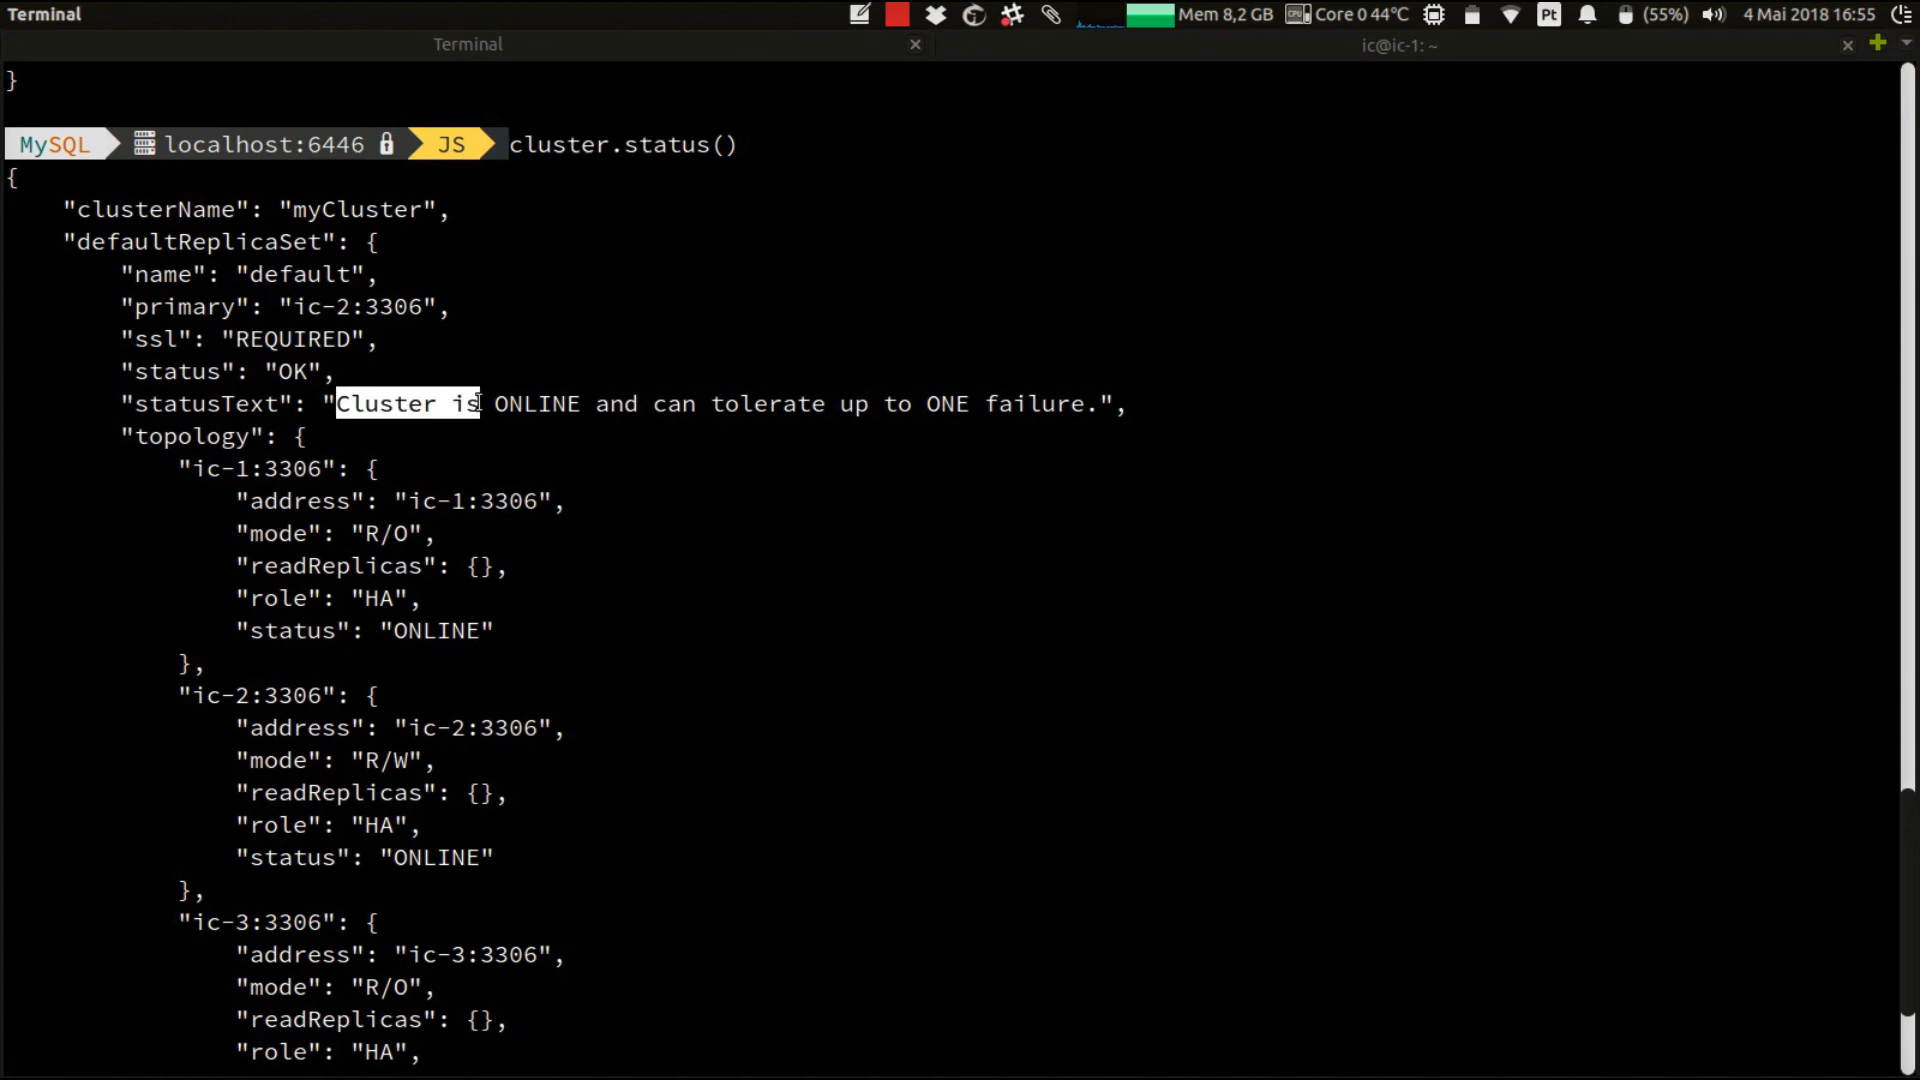 Terminal
Mem 8,2 GB Core 0 44°C Pt (55%) 4 Mai 2018 16:55
Terminal ic@ic-1: ~
}
MySQL localhost:6446 JS cluster.status()
{
    "clusterName": "myCluster",
    "defaultReplicaSet": {
        "name": "default",
        "primary": "ic-2:3306",
        "ssl": "REQUIRED",
        "status": "OK",
        "statusText": "Cluster is ONLINE and can tolerate up to ONE failure.",
        "topology": {
            "ic-1:3306": {
                "address": "ic-1:3306",
                "mode": "R/O",
                "readReplicas": {},
                "role": "HA",
                "status": "ONLINE"
            },
            "ic-2:3306": {
                "address": "ic-2:3306",
                "mode": "R/W",
                "readReplicas": {},
                "role": "HA",
                "status": "ONLINE"
            },
            "ic-3:3306": {
                "address": "ic-3:3306",
                "mode": "R/O",
                "readReplicas": {},
                "role": "HA",